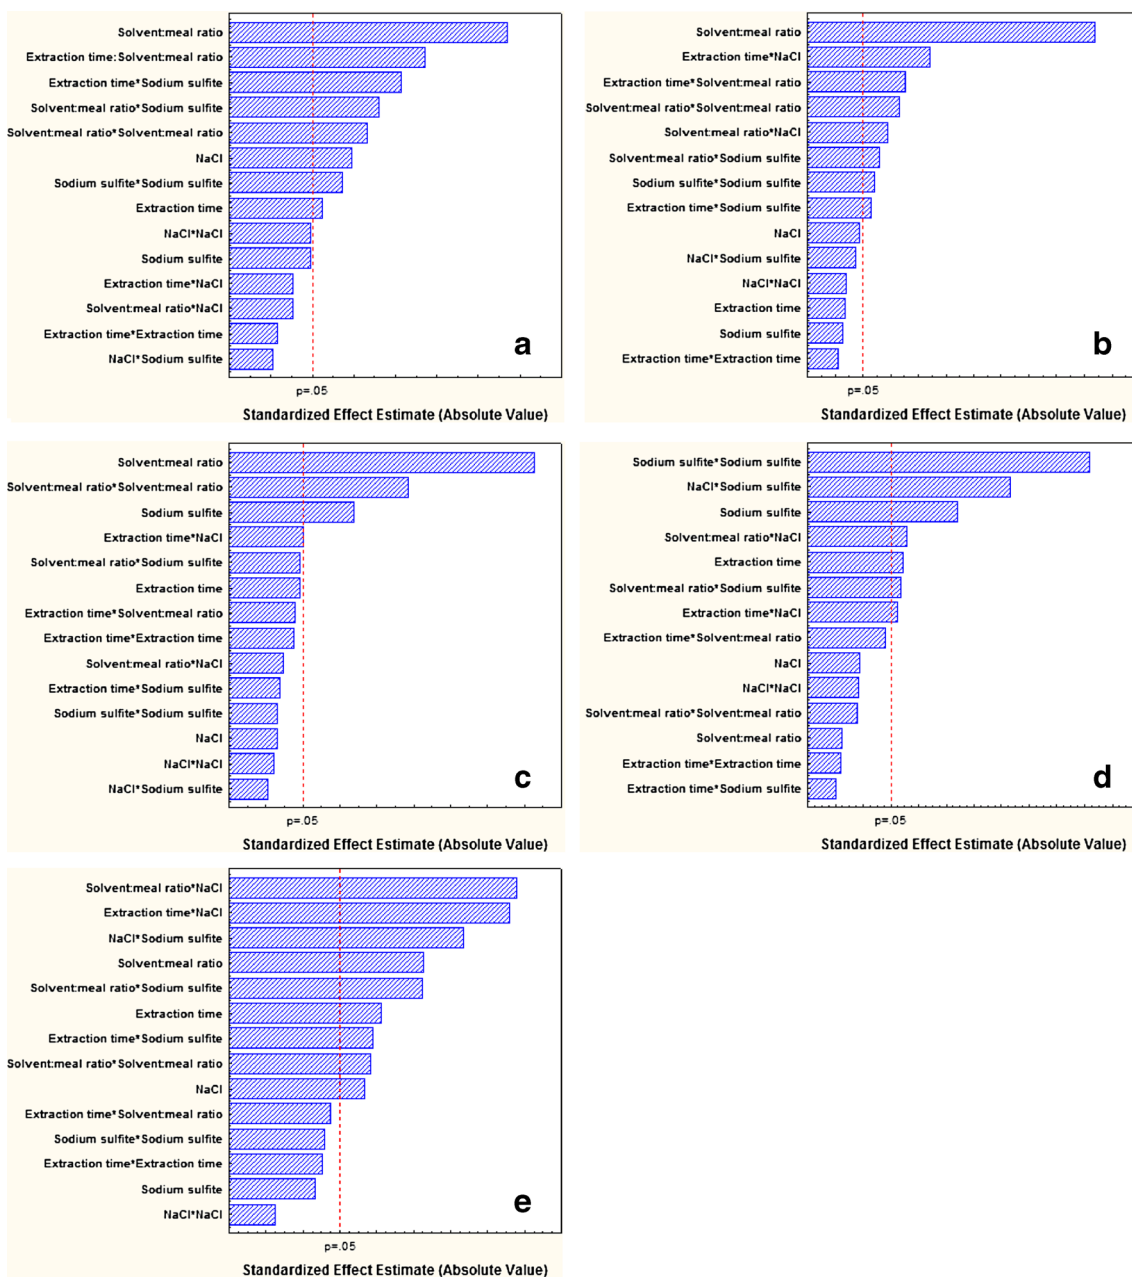 Solvent:meal ratio
Extraction time:Solvent:meal ratio
Extraction time*Sodium sulfite
Solvent:meal ratio*Sodium sulfite
Solvent:meal ratio*Solvent:meal ratio
NaCl
Sodium sulfite*Sodium sulfite
Extraction time
NaCl*NaCl
Sodium sulfite
Extraction time*NaCl
Solvent:meal ratio*NaCl
Extraction time*Extraction time
NaCl*Sodium sulfite
a
p=.05
Standardized Effect Estimate (Absolute Value)
Solvent:meal ratio
Extraction time*NaCl
Extraction time*Solvent:meal ratio
Solvent:meal ratio*Solvent:meal ratio
Solvent:meal ratio*NaCl
Solvent:meal ratio*Sodium sulfite
Sodium sulfite*Sodium sulfite
Extraction time*Sodium sulfite
NaCl
NaCl*Sodium sulfite
NaCl*NaCl
Extraction time
Sodium sulfite
Extraction time*Extraction time
b
p=.05
Standardized Effect Estimate (Absolute Value)
Solvent:meal ratio
Solvent:meal ratio*Solvent:meal ratio
Sodium sulfite
Extraction time*NaCl
Solvent:meal ratio*Sodium sulfite
Extraction time
Extraction time*Solvent:meal ratio
Extraction time*Extraction time
Solvent:meal ratio*NaCl
Extraction time*Sodium sulfite
Sodium sulfite*Sodium sulfite
NaCl
NaCl*NaCl
NaCl*Sodium sulfite
c
p=.05
Standardized Effect Estimate (Absolute Value)
Sodium sulfite*Sodium sulfite
NaCl*Sodium sulfite
Sodium sulfite
Solvent:meal ratio*NaCl
Extraction time
Solvent:meal ratio*Sodium sulfite
Extraction time*NaCl
Extraction time*Solvent:meal ratio
NaCl
NaCl*NaCl
Solvent:meal ratio*Solvent:meal ratio
Solvent:meal ratio
Extraction time*Extraction time
Extraction time*Sodium sulfite
d
p=.05
Standardized Effect Estimate (Absolute Value)
Solvent:meal ratio*NaCl
Extraction time*NaCl
NaCl*Sodium sulfite
Solvent:meal ratio
Solvent:meal ratio*Sodium sulfite
Extraction time
Extraction time*Sodium sulfite
Solvent:meal ratio*Solvent:meal ratio
NaCl
Extraction time*Solvent:meal ratio
Sodium sulfite*Sodium sulfite
Extraction time*Extraction time
Sodium sulfite
NaCl*NaCl
e
p=.05
Standardized Effect Estimate (Absolute Value)